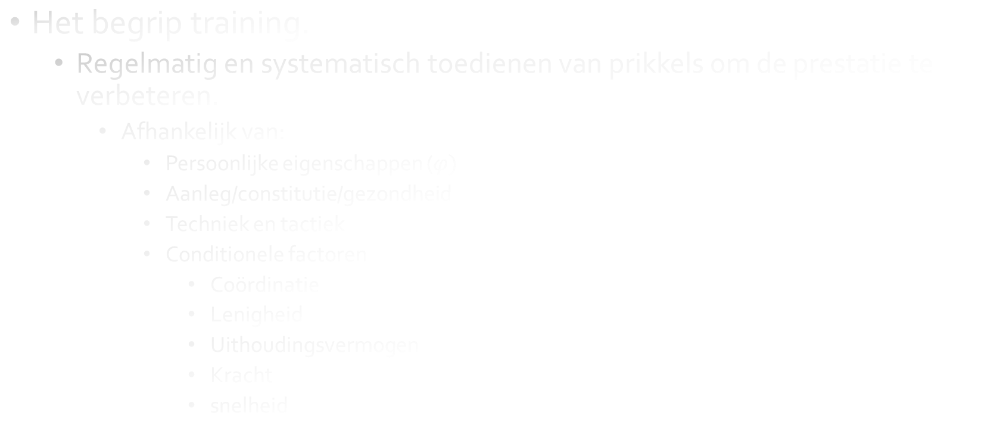 • Het begrip training.
• Regelmatig en systematisch toedienen van prikkels om de prestatie te
verbeteren.
• Afhankelijk van:
• Persoonlijke eigenschappen (φ)
• Aanleg/constitutie/gezondheid
• Techniek en tactiek
• Conditionele factoren
• Coördinatie
• Lenigheid
• Uithoudingsvermogen
• Kracht
• snelheid